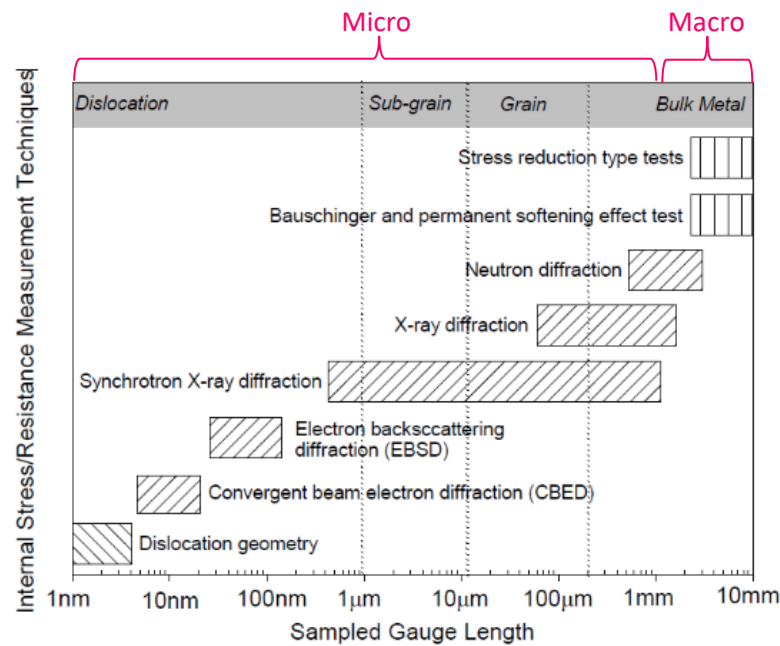 Micro
Macro
Dislocation
Sub-grain
Grain
Bulk Metal
Internal Stress/Resistance Measurement Techniques|
Stress reduction type tests
Bauschinger and permanent softening effect test
Neutron diffraction
X-ray diffraction
Synchrotron X-ray diffraction
Electron backsccattering
diffraction (EBSD)
Convergent beam electron diffraction (CBED)
Dislocation geometry
1nm
10nm
100nm
1µm
10µm
100µm
1mm
10mm
Sampled Gauge Length